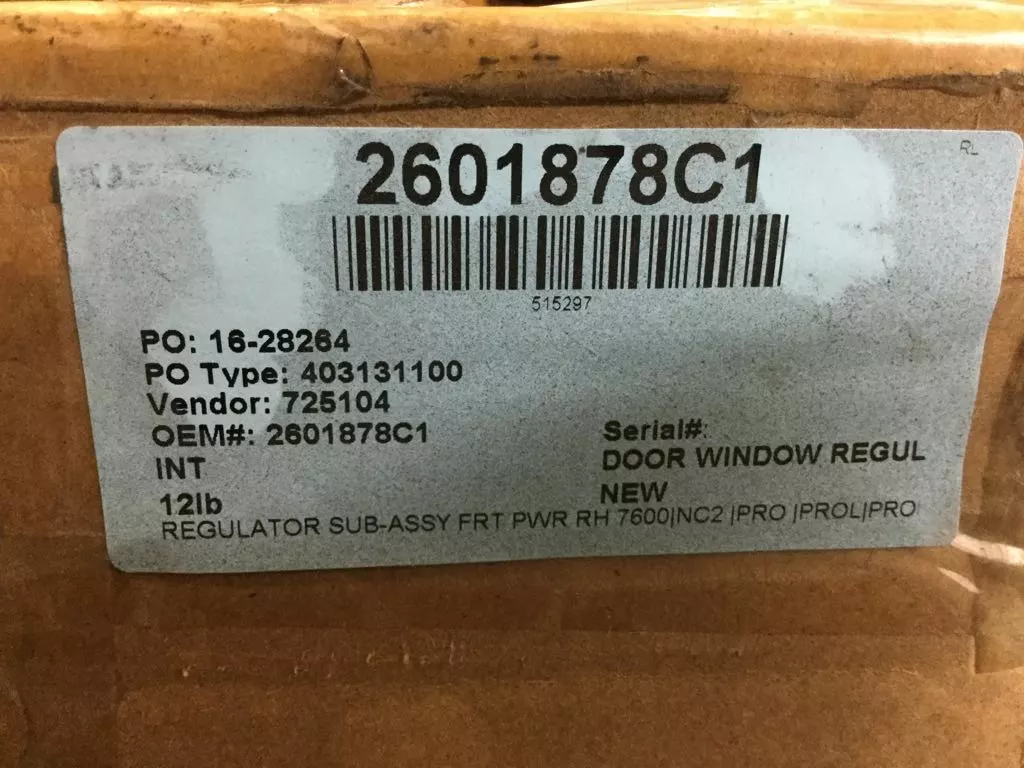 RL
2601878C1
515297
PO: 16-28264
PO Type: 403131100
Vendor: 725104
OEM#: 2601878C1
Serial#:
INT
DOOR WINDOW REGUL
12lb
NEW
REGULATOR SUB-ASSY FRT PWR RH 7600|NC2 |PRO |PROL|PRO